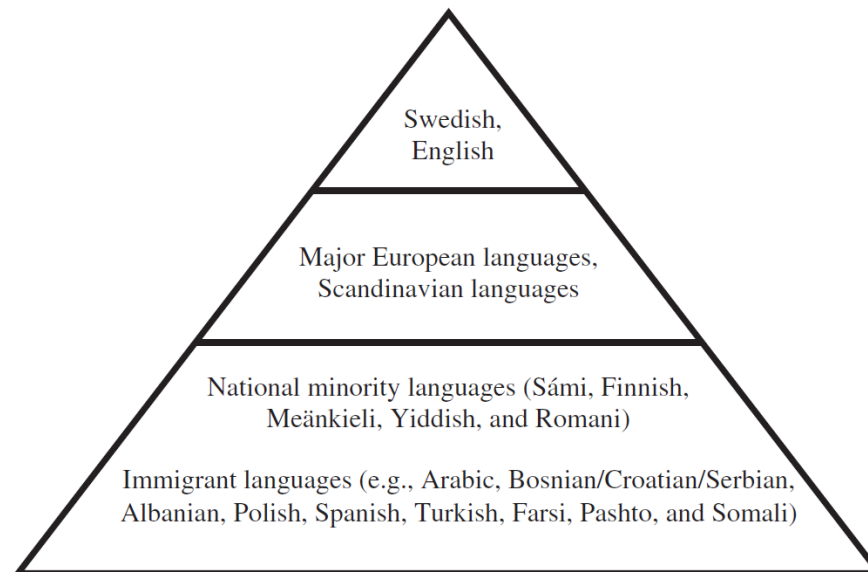 Swedish,
English
Major European languages,
Scandinavian languages
National minority languages (Sámi, Finnish,
Meänkieli, Yiddish, and Romani)
Immigrant languages (e.g., Arabic, Bosnian/Croatian/Serbian,
Albanian, Polish, Spanish, Turkish, Farsi, Pashto, and Somali)